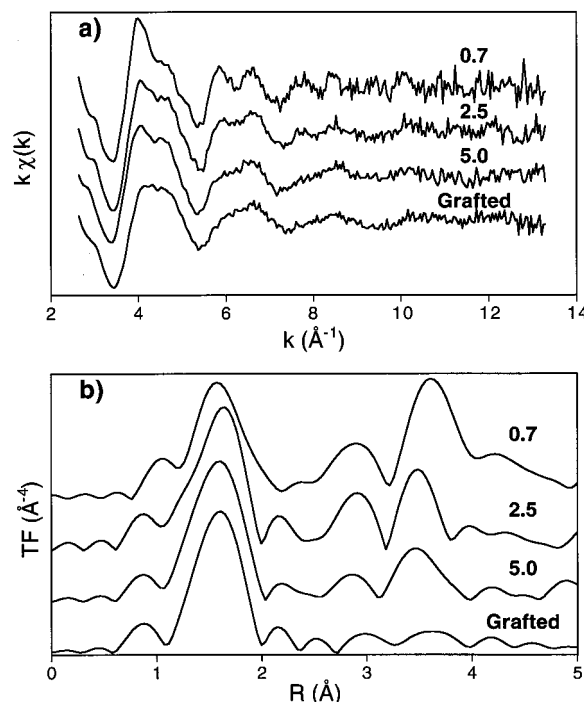 a)
0.7
2.5
5.0
Grafted
k χ(k)
2 4 6 8 10 12 14
k (Å-1)
b)
0.7
2.5
5.0
Grafted
TF (Å-4)
0 1 2 3 4 5
R (Å)